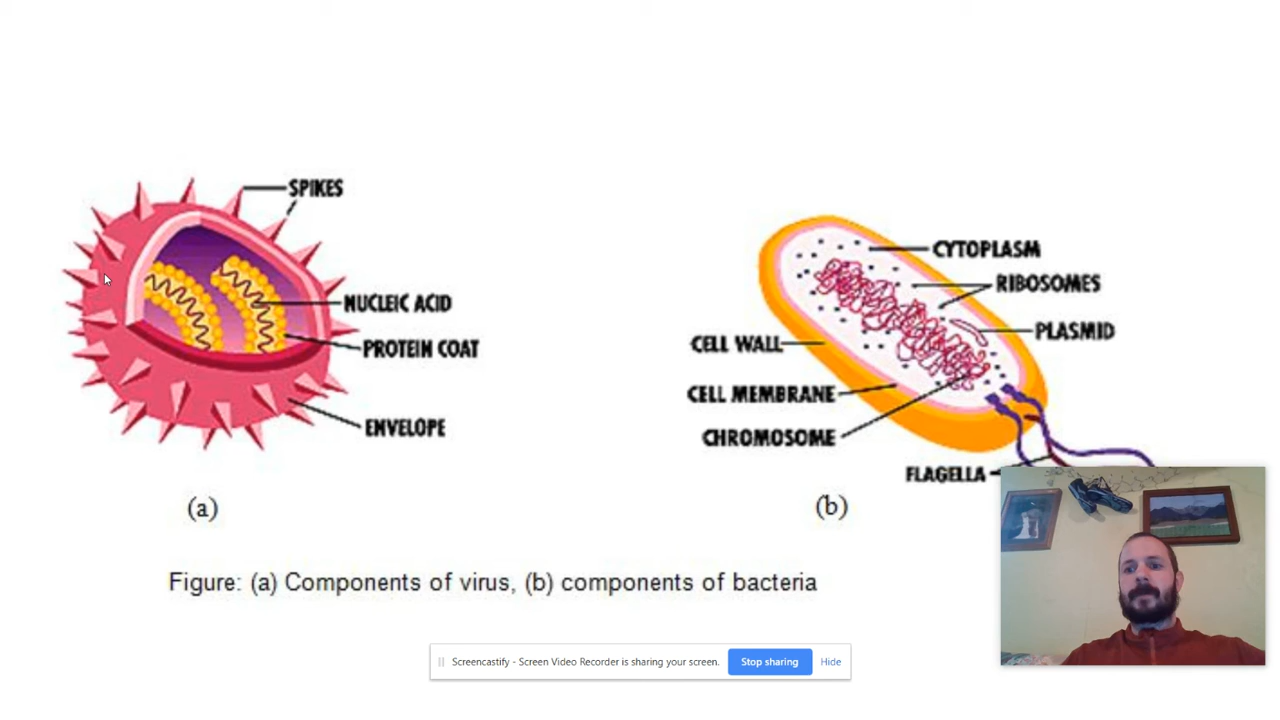 SPIKES
NUCLEIC ACID
PROTEIN COAT
ENVELOPE
(a)
CYTOPLASM
RIBOSOMES
PLASMID
CELL WALL
CELL MEMBRANE
CHROMOSOME
FLAGELLA
(b)
Figure: (a) Components of virus, (b) components of bacteria
Screencastify - Screen Video Recorder is sharing your screen. Stop sharing Hide